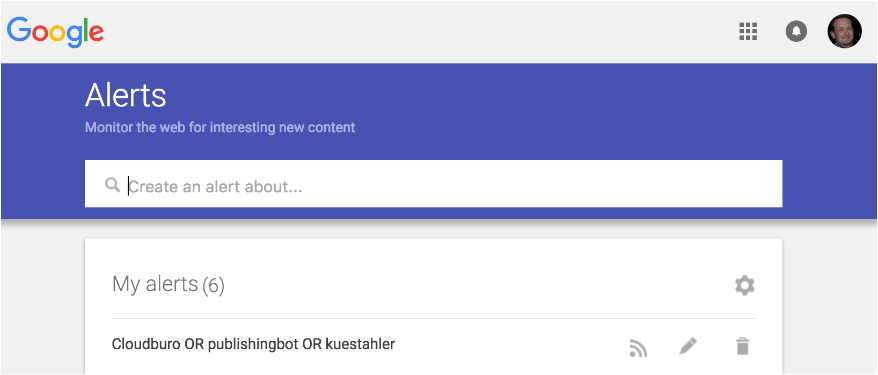 Google
Alerts
Monitor the web for interesting new content
Create an alert about...
My alerts (6)
Cloudburo OR publishingbot OR kuestahler